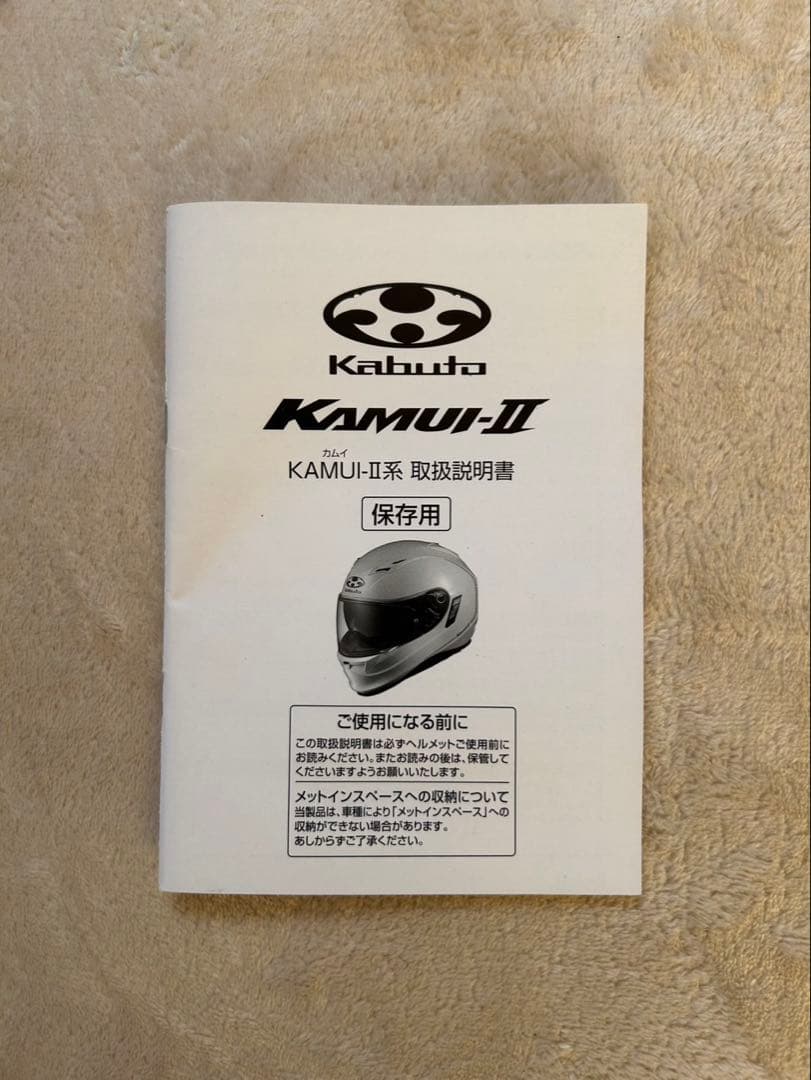 Kabuto
KAMUI-II
カムイ
KAMUI-II系 取扱説明書
保存用
Kabuto
ご使用になる前に
この取扱説明書は必ずヘルメットご使用前に
お読みください。またお読みの後は、保管して
くださいますようお願いいたします。
メットインスペースへの収納について
当製品は、車種により「メットインスペース」への
収納ができない場合があります。
あしからずご了承ください。